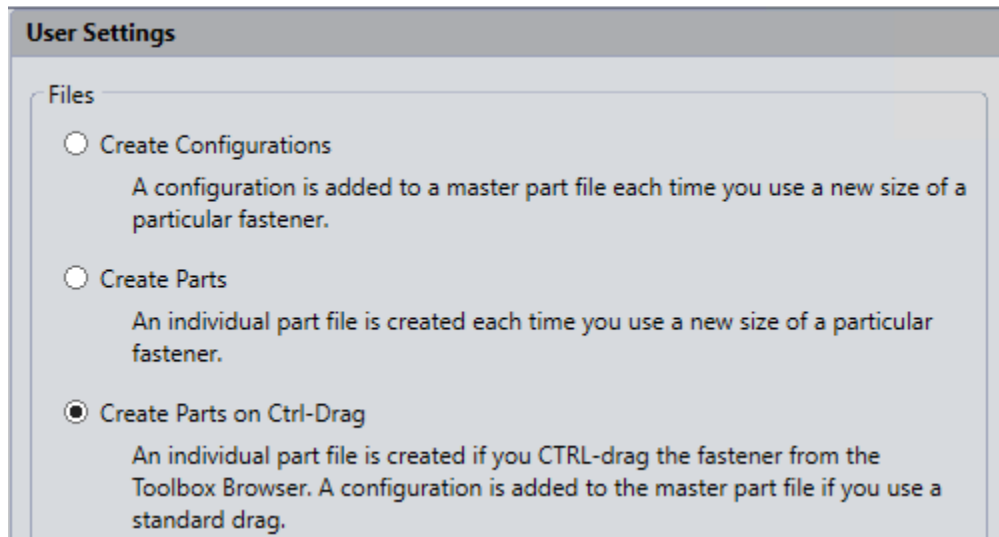 User Settings
Files
Create Configurations
A configuration is added to a master part file each time you use a new size of a
particular fastener.
Create Parts
An individual part file is created each time you use a new size of a particular
fastener.
Create Parts on Ctrl-Drag
An individual part file is created if you CTRL-drag the fastener from the
Toolbox Browser. A configuration is added to the master part file if you use a
standard drag.